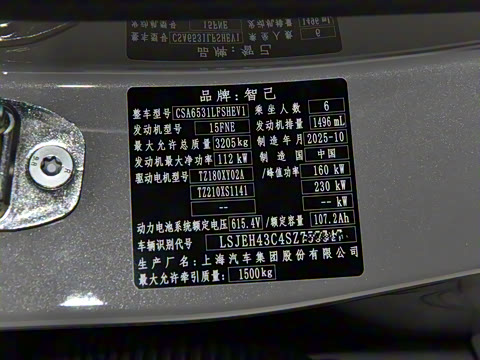 品牌:智己
整车型号 CSA6531LFSHEV1 乘坐人数 6
发动机型号 15FNE 发动机排量 1496 mL
最大允许总质量 3205kg 制造年月 2025-10
发动机最大净功率 112 kW 制造国 中国
驱动电机型号 TZ180XY02A /峰值功率 160 kW
TZ210XS1141 230 kW
-- -- kW
动力电池系统额定电压 615.4V /额定容量 107.2Ah
车辆识别代号 LSJEH43C4SZ
生产厂名:上海汽车集团股份有限公司
最大允许牵引质量 1500kg